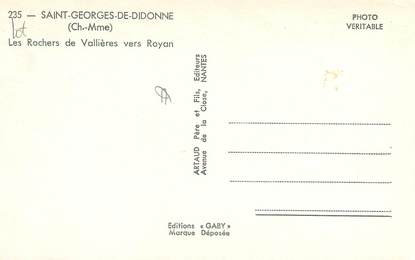 235 — SAINT-GEORGES-DE-DIDONNE
(Ch.-Mme)
Les Rochers de Vallières vers Royan
PHOTO
VERITABLE
ARTAUD Père et Fils, Editeurs
Avenue de la Close, NANTES
Editions « GABY »
Marque Déposée